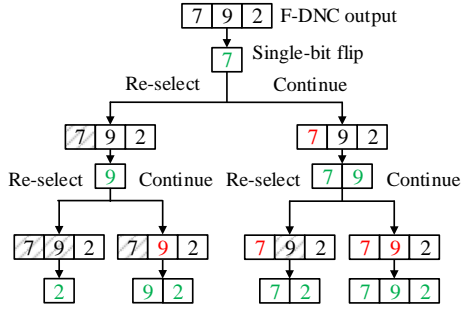 7 9 2 F-DNC output
7 Single-bit flip
Re-select Continue
7 9 2 7 9 2
Re-select 9 Continue Re-select 7 9 Continue
7 9 2 7 9 2 7 9 2 7 9 2
2 9 2 7 2 7 9 2